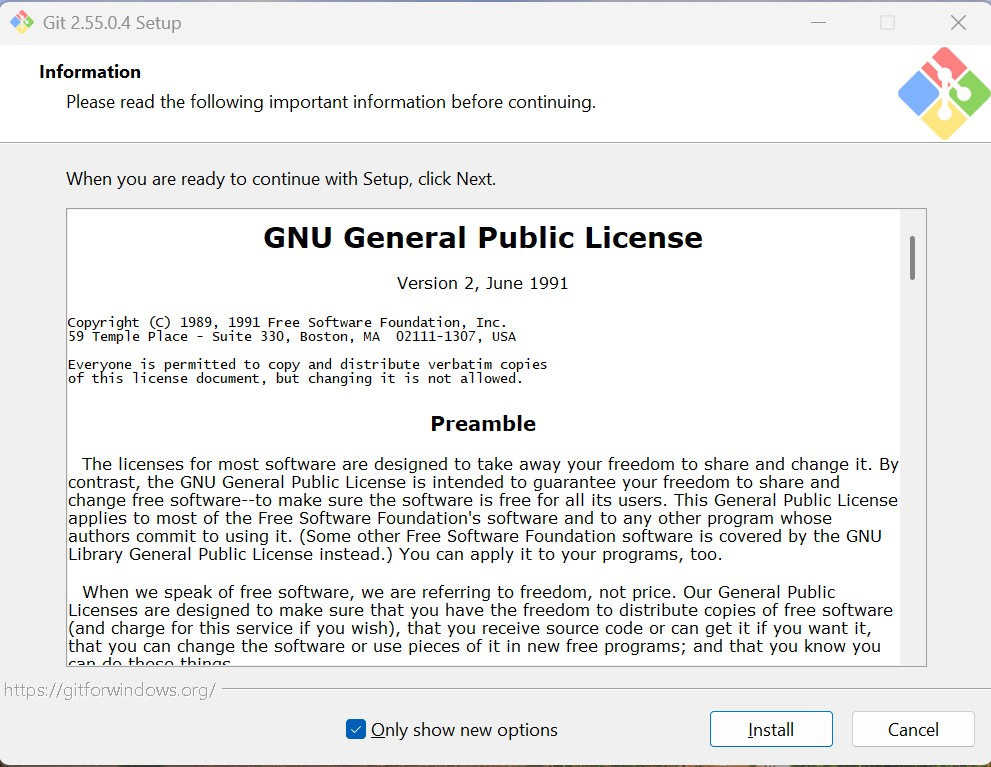 Git 2.55.0.4 Setup
Information
Please read the following important information before continuing.
When you are ready to continue with Setup, click Next.
GNU General Public License
Version 2, June 1991
Copyright (C) 1989, 1991 Free Software Foundation, Inc.
59 Temple Place - Suite 330, Boston, MA  02111-1307, USA
Everyone is permitted to copy and distribute verbatim copies
of this license document, but changing it is not allowed.
Preamble
The licenses for most software are designed to take away your freedom to share and change it. By
contrast, the GNU General Public License is intended to guarantee your freedom to share and
change free software--to make sure the software is free for all its users. This General Public License
applies to most of the Free Software Foundation's software and to any other program whose
authors commit to using it. (Some other Free Software Foundation software is covered by the GNU
Library General Public License instead.) You can apply it to your programs, too.
When we speak of free software, we are referring to freedom, not price. Our General Public
Licenses are designed to make sure that you have the freedom to distribute copies of free software
(and charge for this service if you wish), that you receive source code or can get it if you want it,
that you can change the software or use pieces of it in new free programs; and that you know you
can do these things.
https://gitforwindows.org/
Only show new options
Install
Cancel